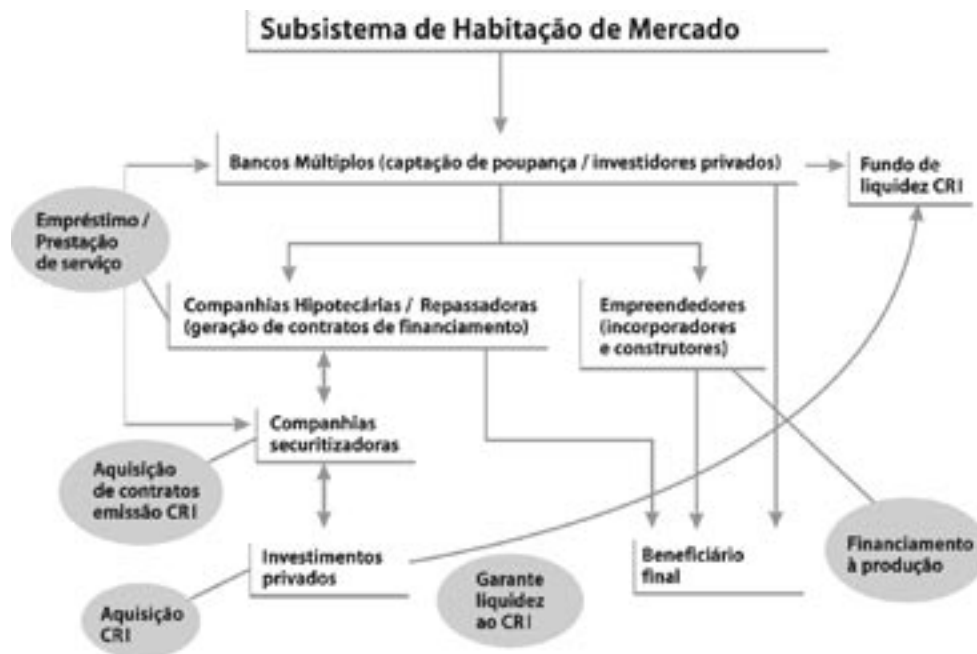 Subsistema de Habitação de Mercado
Bancos Múltiplos (captação de poupança / investidores privados)
Fundo de
liquidez CRI
Empréstimo /
Prestação
de serviço
Companhias Hipotecárias / Repassadoras
(geração de contratos de financiamento)
Empreendedores
(incorporadores
e construtores)
Companhias
securitizadoras
Aquisição
de contratos
emissão CRI
Investimentos
privados
Garante
liquidez
ao CRI
Beneficiário
final
Financiamento
à produção
Aquisição
CRI